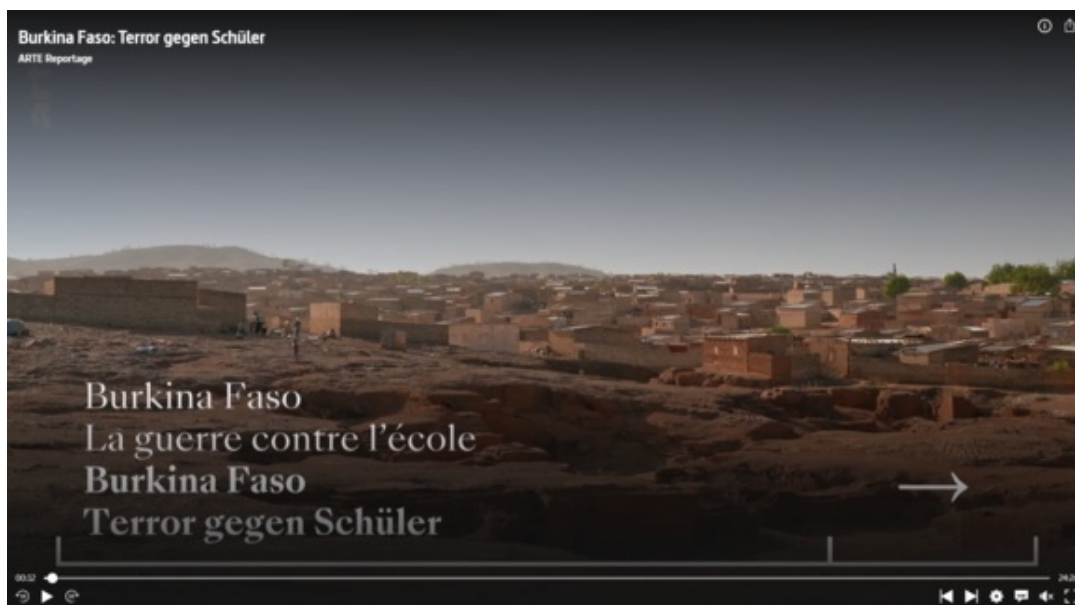 Burkina Faso: Terror gegen Schüler
ARTE Reportage
Burkina Faso
La guerre contre l'école
Burkina Faso
Terror gegen Schüler
00:12